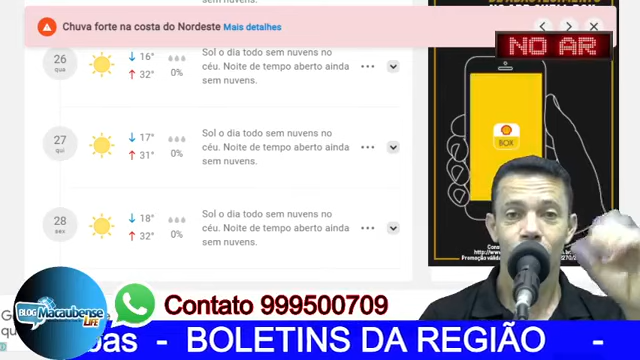 Chuva forte na costa do Nordeste Mais detalhes
NO AR
26
qua
16°
32°
0%
Sol o dia todo sem nuvens no
céu. Noite de tempo aberto ainda
sem nuvens.
27
qui
17°
31°
0%
Sol o dia todo sem nuvens no
céu. Noite de tempo aberto ainda
sem nuvens.
28
sex
18°
32°
0%
Sol o dia todo sem nuvens no
céu. Noite de tempo aberto ainda
sem nuvens.
BOX
BLOG
Macaubense
LIFE
Contato 999500709
- BOLETINS DA REGIÃO -